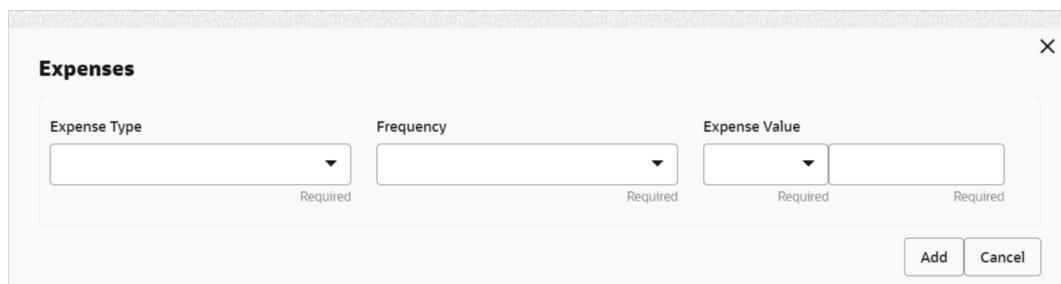 Expenses
Expense Type Frequency Expense Value
Required Required Required Required
Add Cancel